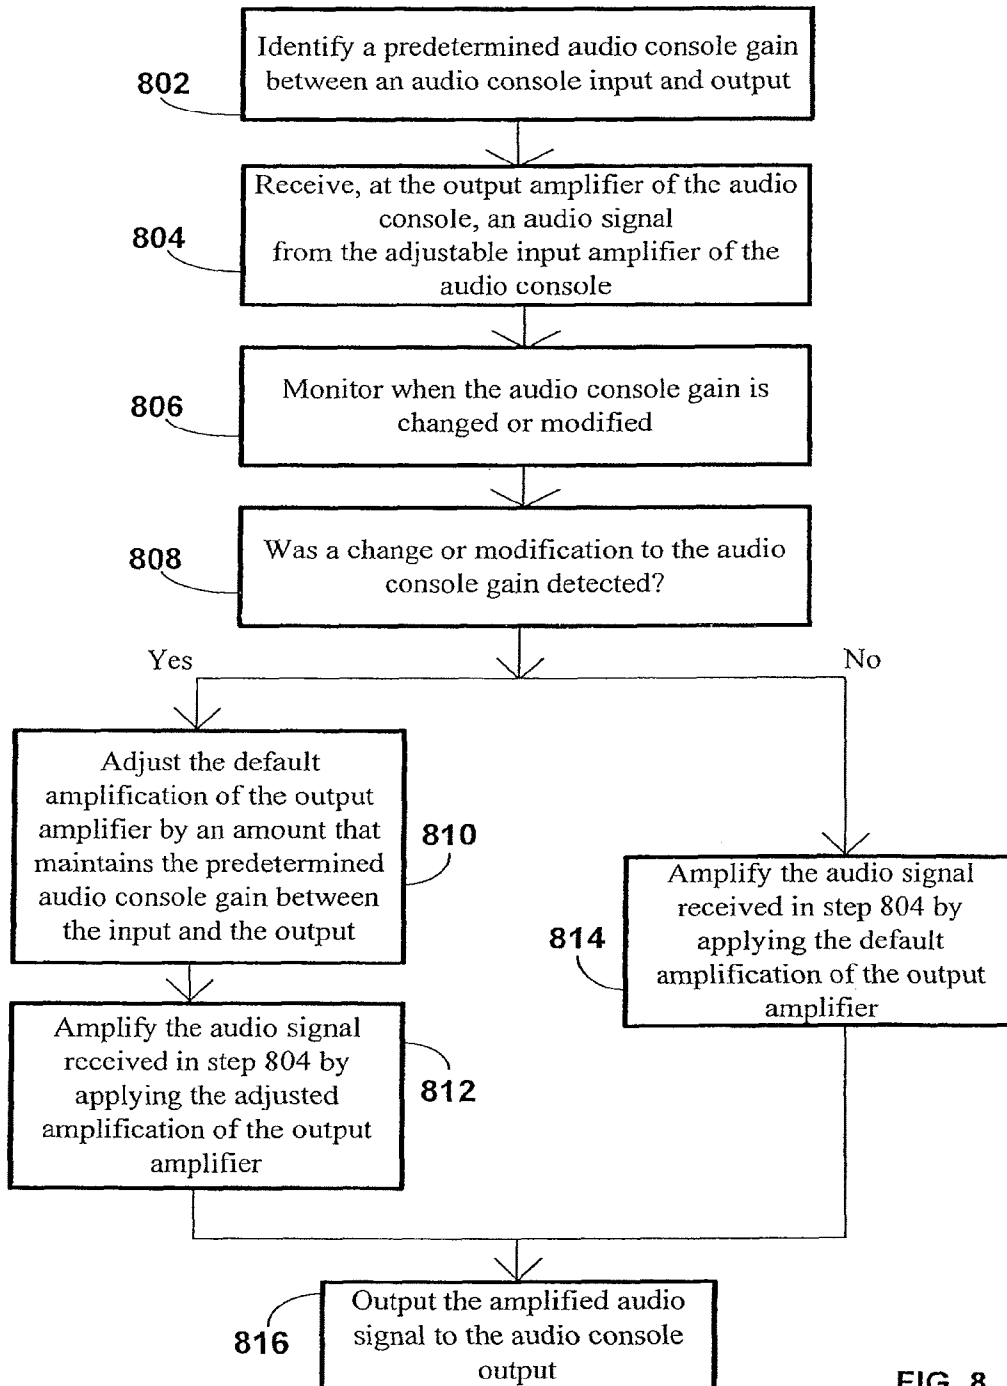 Identify a predetermined audio console gain
between an audio console input and output
802
Receive, at the output amplifier of the audio
console, an audio signal
from the adjustable input amplifier of the
audio console
804
Monitor when the audio console gain is
changed or modified
806
Was a change or modification to the audio
console gain detected?
808
Yes
No
Adjust the default
amplification of the output
amplifier by an amount that
maintains the predetermined
audio console gain between
the input and the output
810
Amplify the audio signal
received in step 804 by
applying the default
amplification of the output
amplifier
814
Amplify the audio signal
received in step 804 by
applying the adjusted
amplification of the output
amplifier
812
Output the amplified audio
signal to the audio console
output
816
FIG. 8